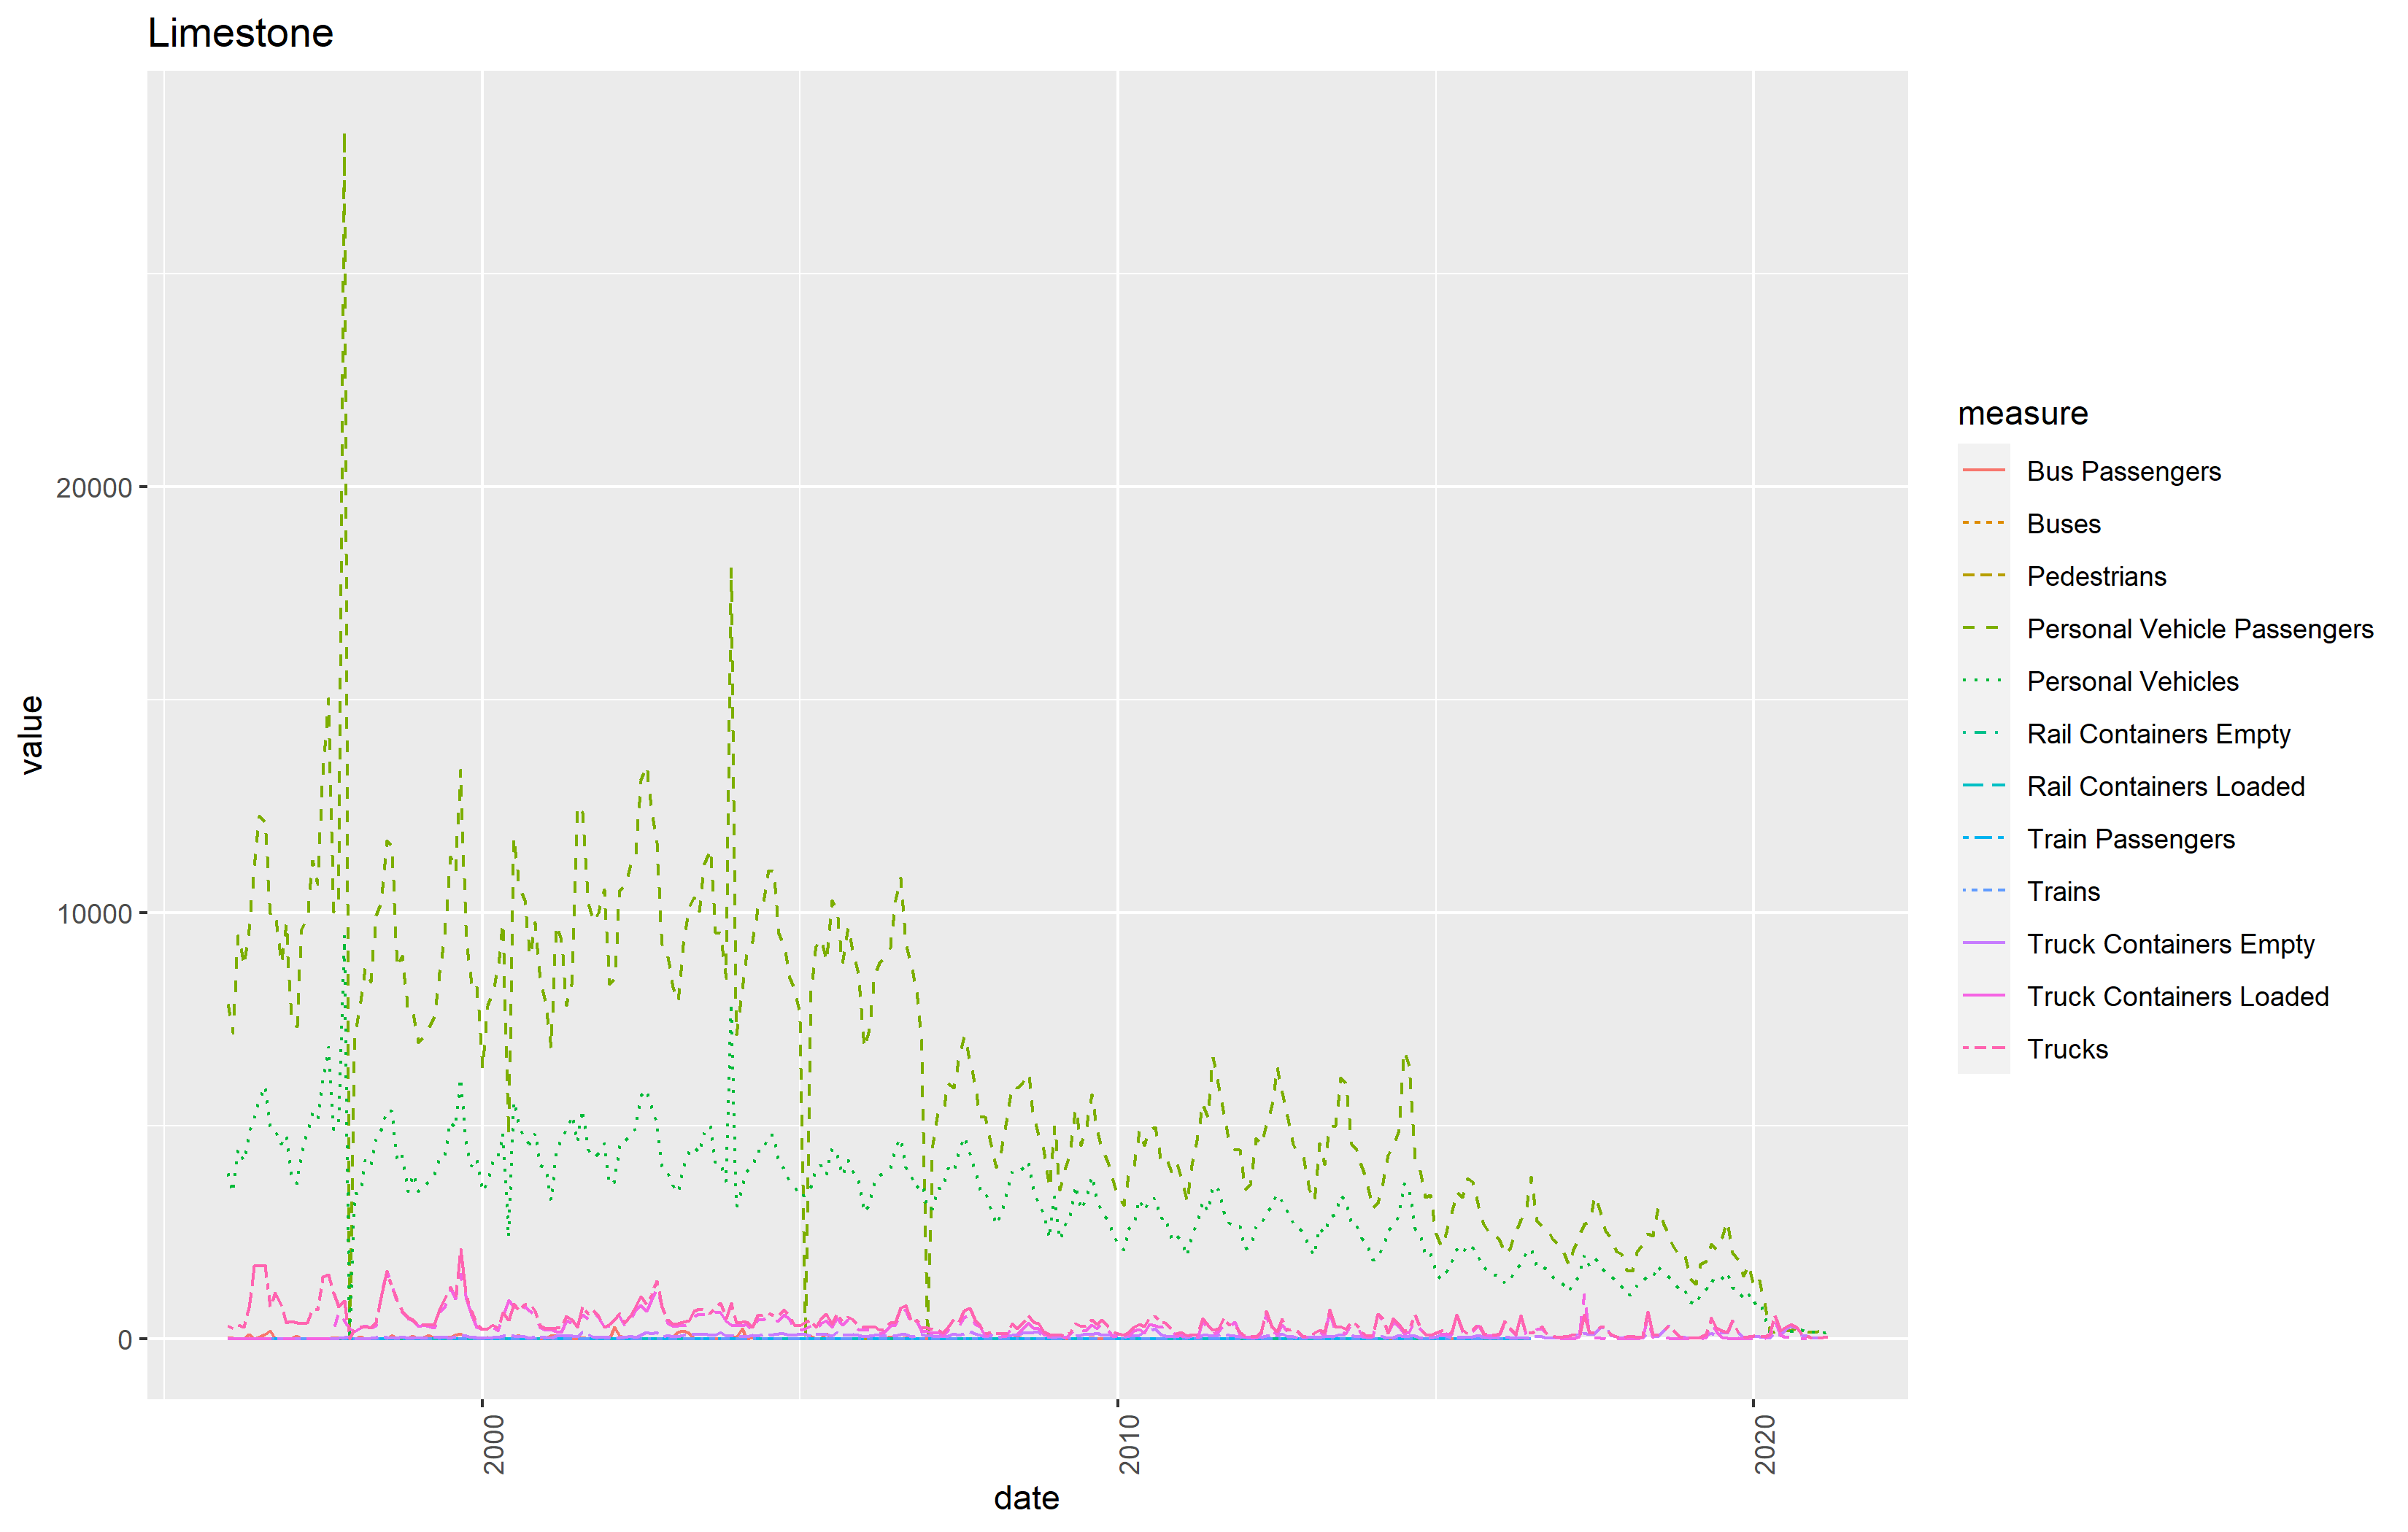 Limestone
value
20000
10000
0
2000
2010
2020
date
measure
Bus Passengers
Buses
Pedestrians
Personal Vehicle Passengers
Personal Vehicles
Rail Containers Empty
Rail Containers Loaded
Train Passengers
Trains
Truck Containers Empty
Truck Containers Loaded
Trucks